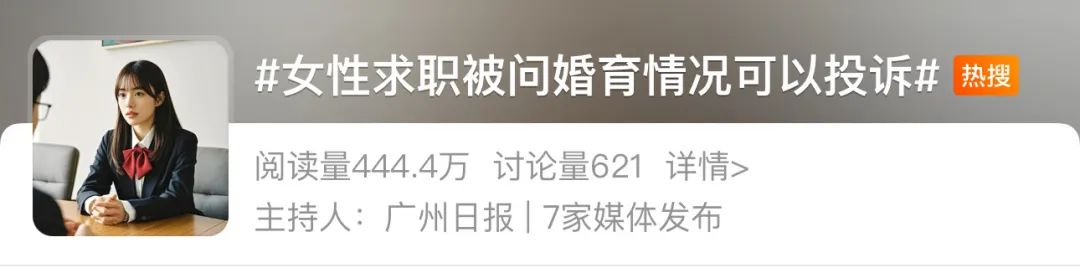 #女性求职被问婚育情况可以投诉# 热搜
阅读量444.4万 讨论量621 详情>
主持人：广州日报 | 7家媒体发布